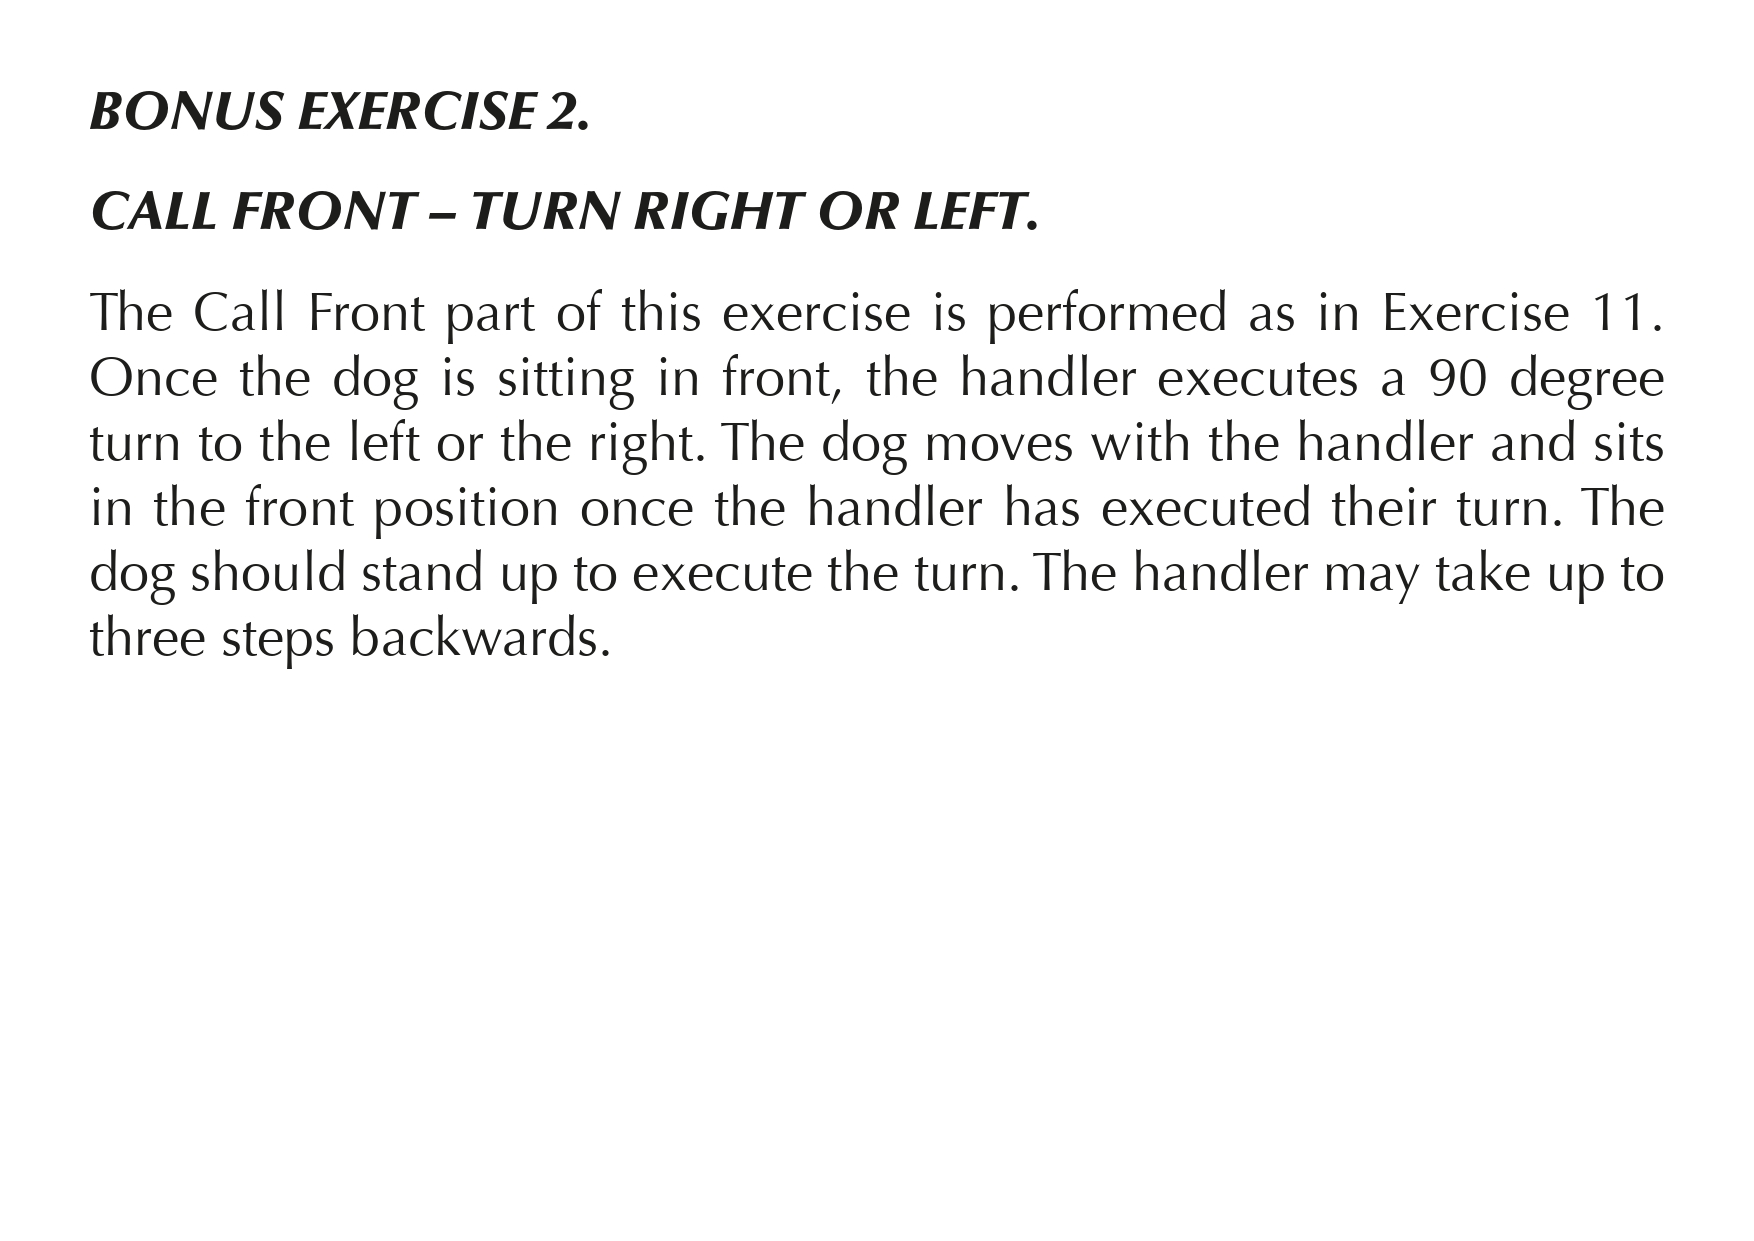 BONUS EXERCISE 2.
CALL FRONT – TURN RIGHT OR LEFT.
The Call Front part of this exercise is performed as in Exercise 11.
Once the dog is sitting in front, the handler executes a 90 degree
turn to the left or the right. The dog moves with the handler and sits
in the front position once the handler has executed their turn. The
dog should stand up to execute the turn. The handler may take up to
three steps backwards.